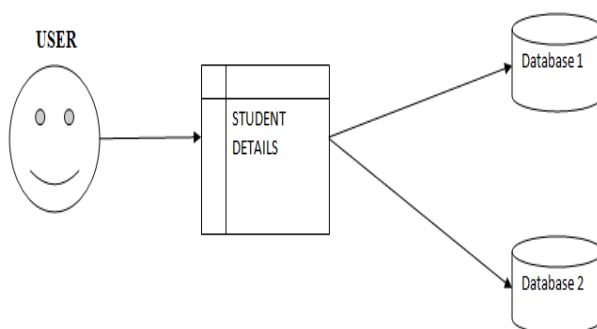 USER
STUDENT
DETAILS
Database 1
Database 2